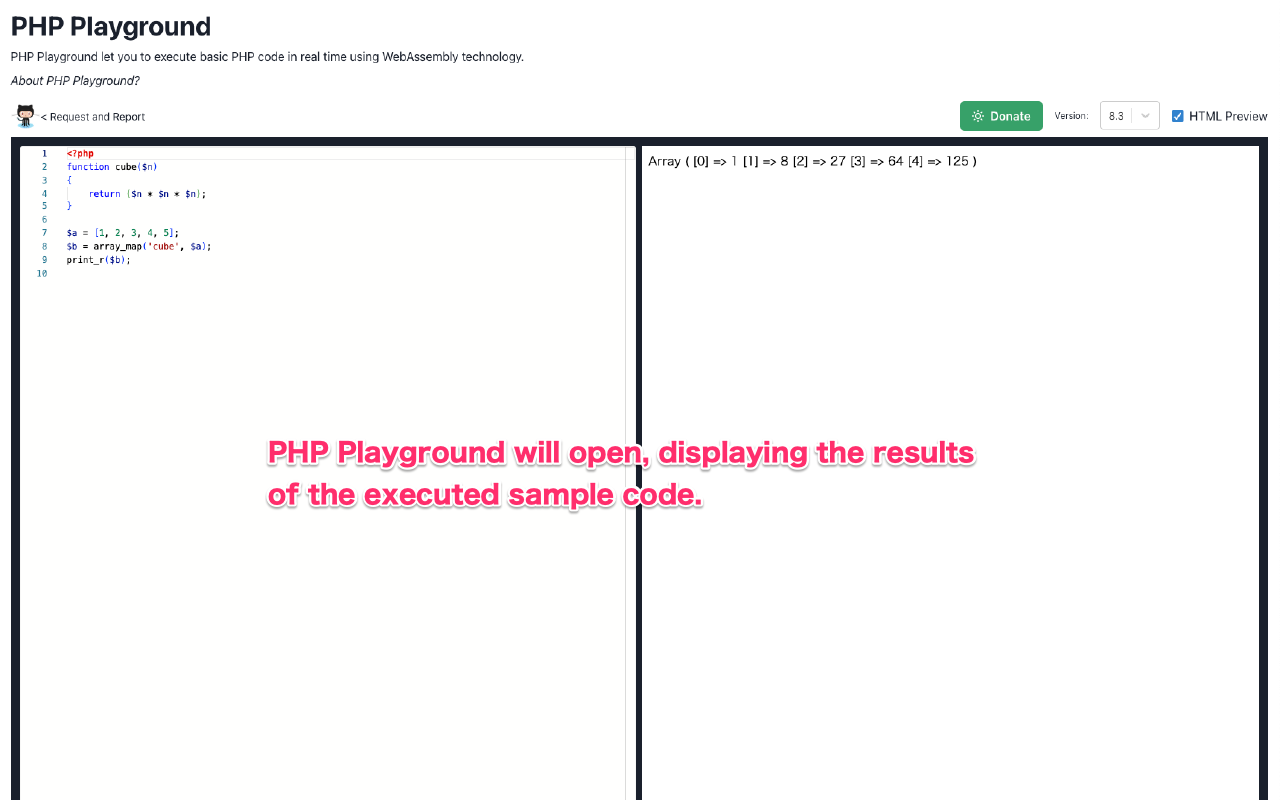 PHP Playground
PHP Playground let you to execute basic PHP code in real time using WebAssembly technology.
About PHP Playground?
< Request and Report
Donate
Version:
8.3
HTML Preview
1 <?php
2 function cube($n)
3 {
4     return ($n * $n * $n);
5 }
6
7 $a = [1, 2, 3, 4, 5];
8 $b = array_map('cube', $a);
9 print_r($b);
10
Array ( [0] => 1 [1] => 8 [2] => 27 [3] => 64 [4] => 125 )
PHP Playground will open, displaying the results
of the executed sample code.